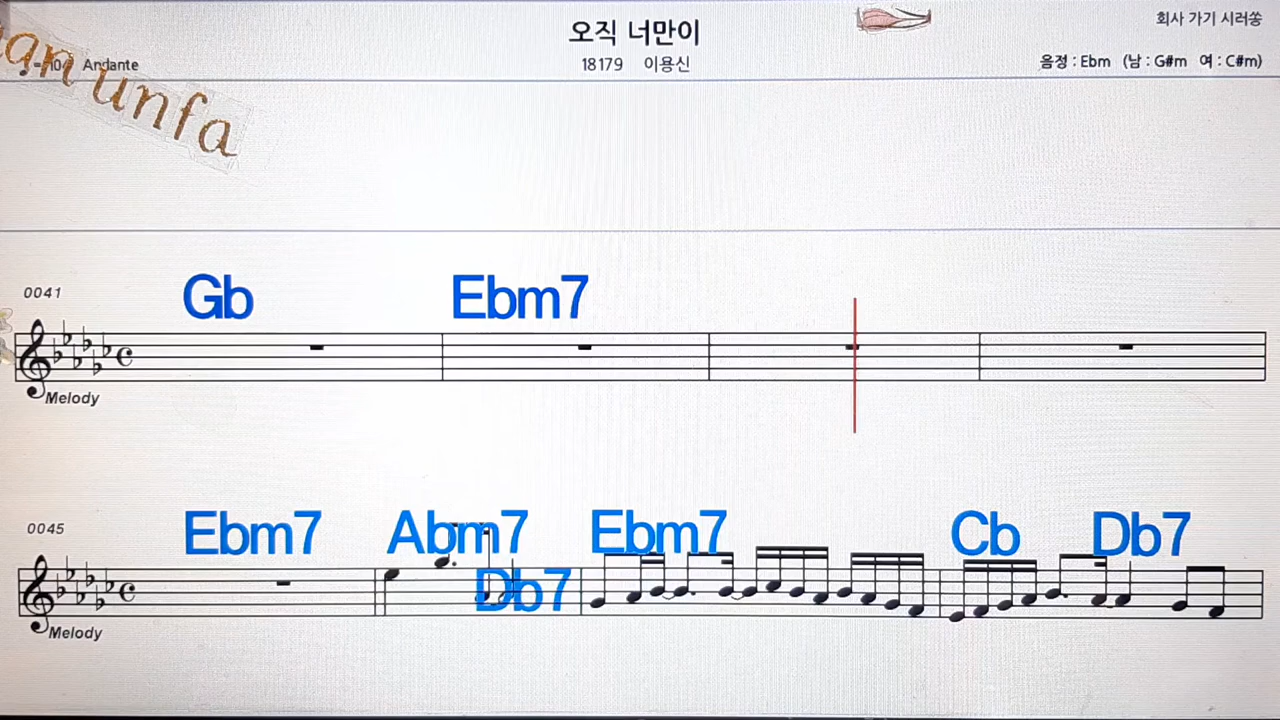 오직 너만이
회사 가기 시러쏭
Andante
18179 이용신
음정 : Ebm (남 : G#m 여 : C#m)
unfa
0041
Gb Ebm7
Melody
0045
Ebm7 Abm7 Db7 Ebm7 Cb Db7
Melody